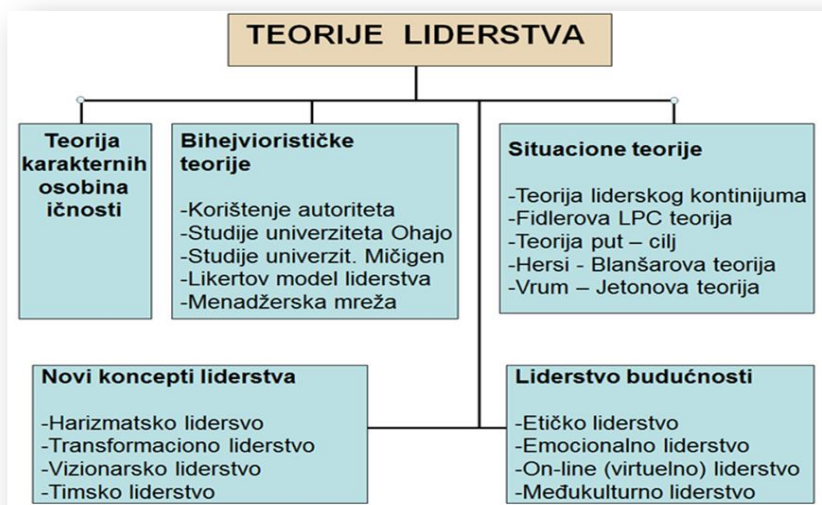 TEORIJE LIDERSTVA
Teorija
karakternih
osobina
ičnosti
Bihejviorističke
teorije
-Korištenje autoriteta
-Studije univerziteta Ohajo
-Studije univerzit. Mičigen
-Likertov model liderstva
-Menadžerska mreža
Situacione teorije
-Teorija liderskog kontinijuma
-Fidlerova LPC teorija
-Teorija put – cilj
-Hersi - Blanšarova teorija
-Vrum – Jetonova teorija
Novi koncepti liderstva
-Harizmatsko lidersvo
-Transformaciono liderstvo
-Vizionarsko liderstvo
-Timsko liderstvo
Liderstvo budućnosti
-Etičko liderstvo
-Emocionalno liderstvo
-On-line (virtuelno) liderstvo
-Međukulturno liderstvo